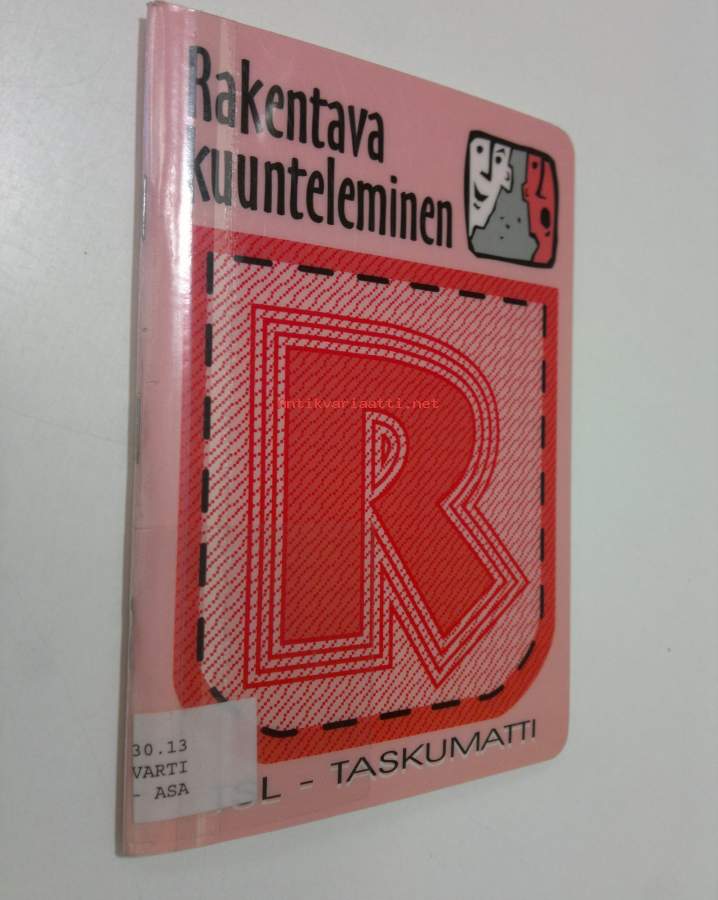 Rakentava
kuunteleminen
R
antikvariaatti.net
30.13
VARTI
- ASA
TSL - TASKUMATTI